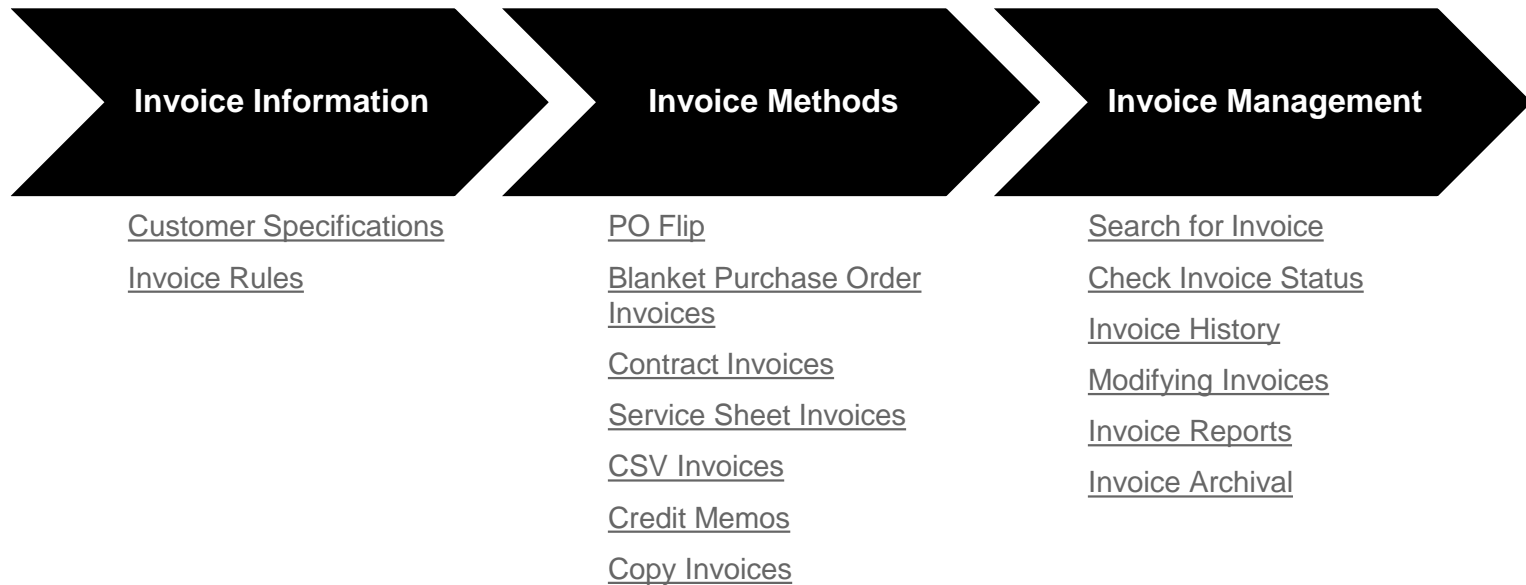 Invoice Information
Invoice Methods
Invoice Management
Customer Specifications
Invoice Rules
PO Flip
Blanket Purchase Order
Invoices
Contract Invoices
Service Sheet Invoices
CSV Invoices
Credit Memos
Copy Invoices
Search for Invoice
Check Invoice Status
Invoice History
Modifying Invoices
Invoice Reports
Invoice Archival